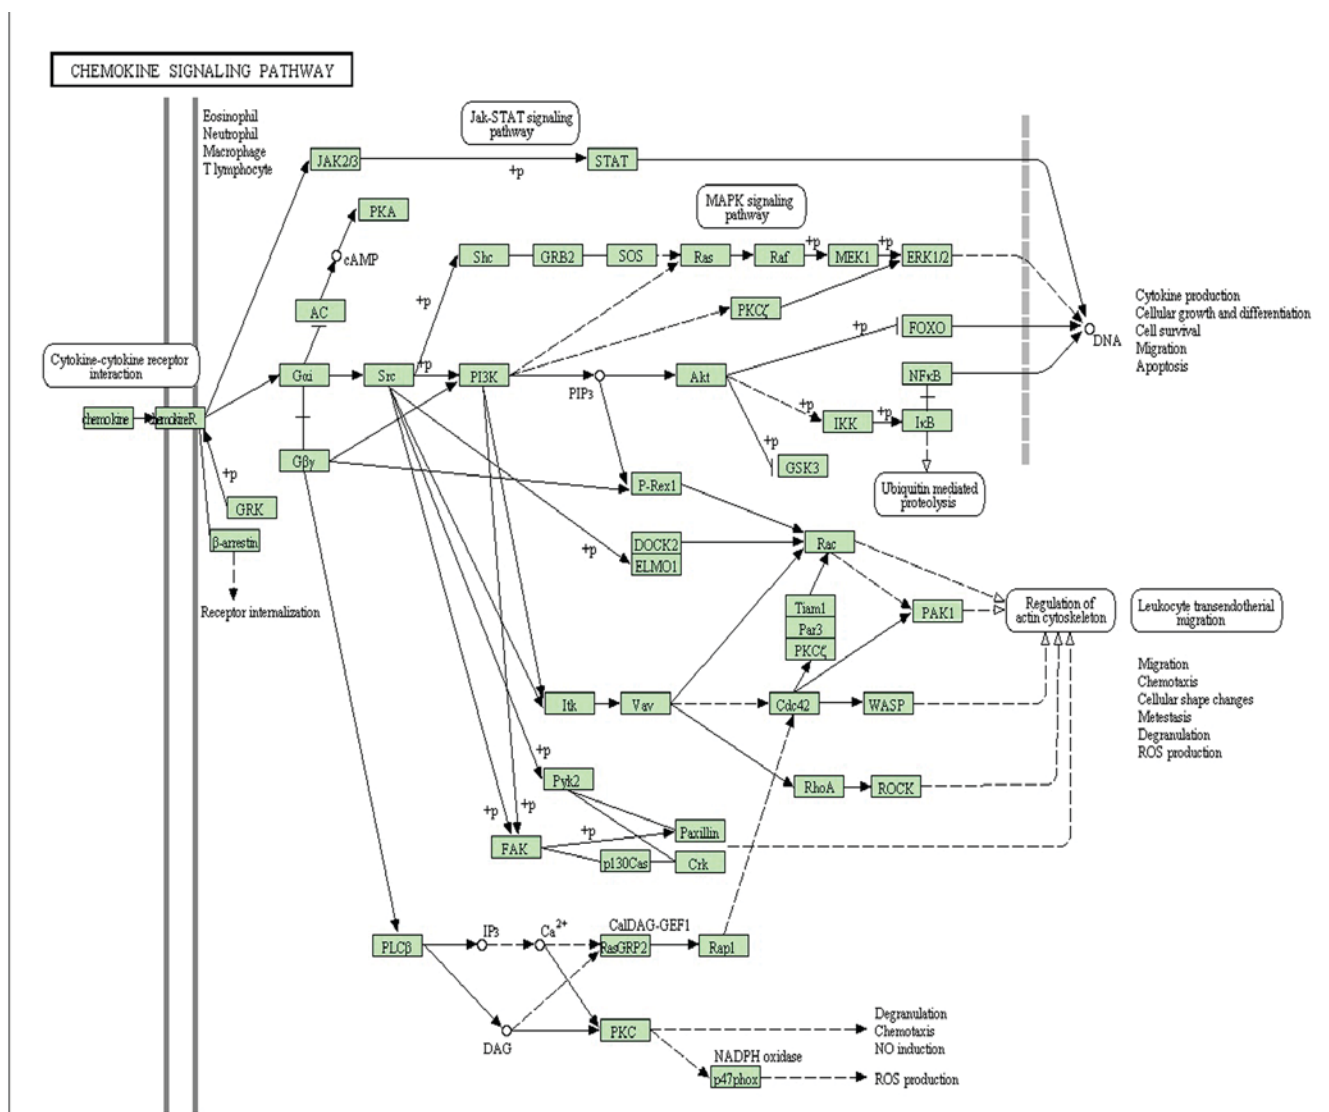 CHEMOKINE SIGNALING PATHWAY
Eosinophil
Neutrophil
Macrophage
T lymphocyte
Jak-STAT signaling
pathway
JAK2/3
+p
STAT
PKA
MAPK signaling
pathway
cAMP
Shc
GRB2
SOS
Ras
Raf
+p
MEK1
+p
ERK1/2
+p
AC
PKCζ
+p
FOXO
DNA
Cytokine production
Cellular growth and differentiation
Cell survival
Migration
Apoptosis
Cytokine-cytokine receptor
interaction
Gαi
Src
+p
PI3K
PIP3
Akt
NFκB
chemokine
chemokineR
+p
IKK
+p
IκB
+p
Gβγ
+p
GSK3
P-Rex1
Ubiquitin mediated
proteolysis
GRK
β-arrestin
+p
DOCK2
ELMO1
Rac
Receptor internalization
Tiam1
Par3
PKCζ
PAK1
Regulation of
actin cytoskeleton
Leukocyte transendotherial
migration
Migration
Chemotaxis
Cellular shape changes
Metestasis
Degranulation
ROS production
Itk
Vav
Cdc42
WASP
+p
Pyk2
RhoA
ROCK
+p
+p
+p
Paxillin
FAK
p130Cas
Crk
PLCβ
IP3
Ca2+
CalDAG-GEF1
RasGRP2
Rap1
DAG
PKC
Degranulation
Chemotaxis
NO induction
NADPH oxidase
p47phox
ROS production